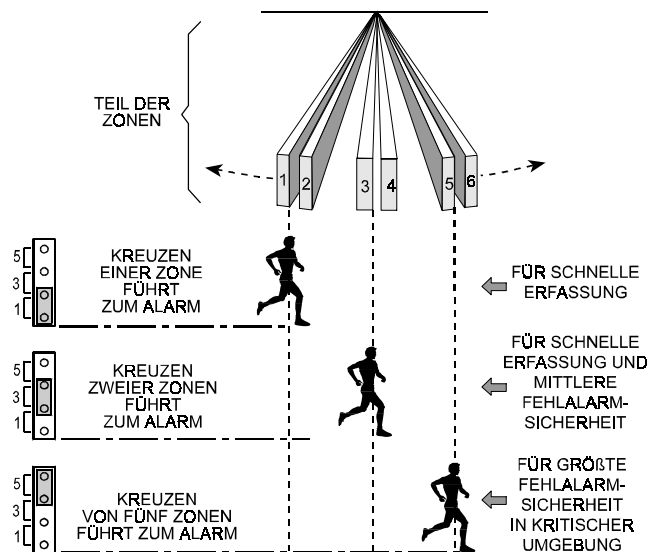 TEIL DER
ZONEN
1 2 3 4 5 6
5
3
1
KREUZEN
EINER ZONE
FÜHRT
ZUM ALARM
FÜR SCHNELLE
ERFASSUNG
5
3
1
KREUZEN
ZWEIER ZONEN
FÜHRT
ZUM ALARM
FÜR SCHNELLE
ERFASSUNG UND
MITTLERE
FEHLALARM-
SICHERHEIT
5
3
1
KREUZEN
VON FÜNF ZONEN
FÜHRT ZUM ALARM
FÜR GRÖßTE
FEHLALARM-
SICHERHEIT
IN KRITISCHER
UMGEBUNG